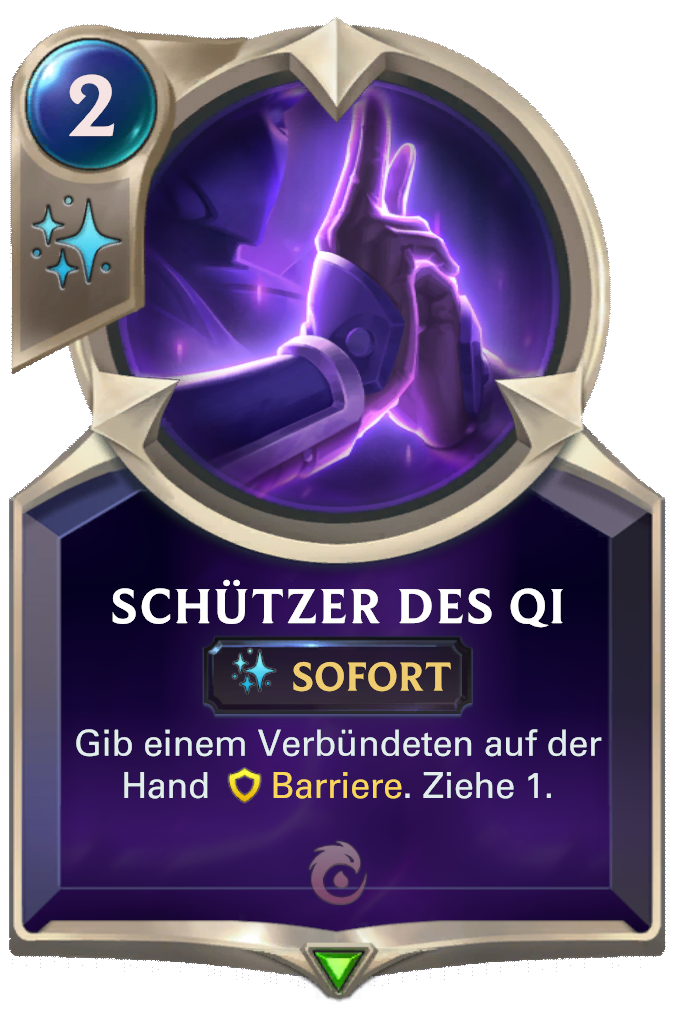 2
SCHÜTZER DES QI
SOFORT
Gib einem Verbündeten auf der
Hand Barriere. Ziehe 1.